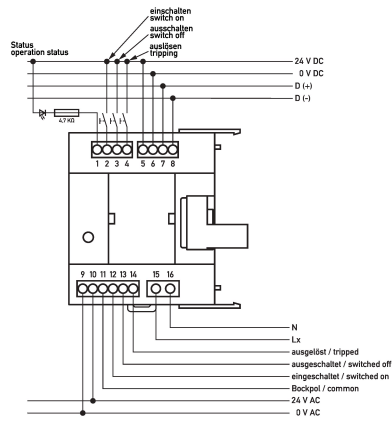 einschalten
switch on
ausschalten
switch off
auslösen
tripping
Status
operation status
24 V DC
0 V DC
D (+)
D (-)
4,7 KΩ
1 2 3 4 5 6 7 8
9 10 11 12 13 14 15 16
N
Lx
ausgelöst / tripped
ausgeschaltet / switched off
eingeschaltet / switched on
Bockpol / common
24 V AC
0 V AC